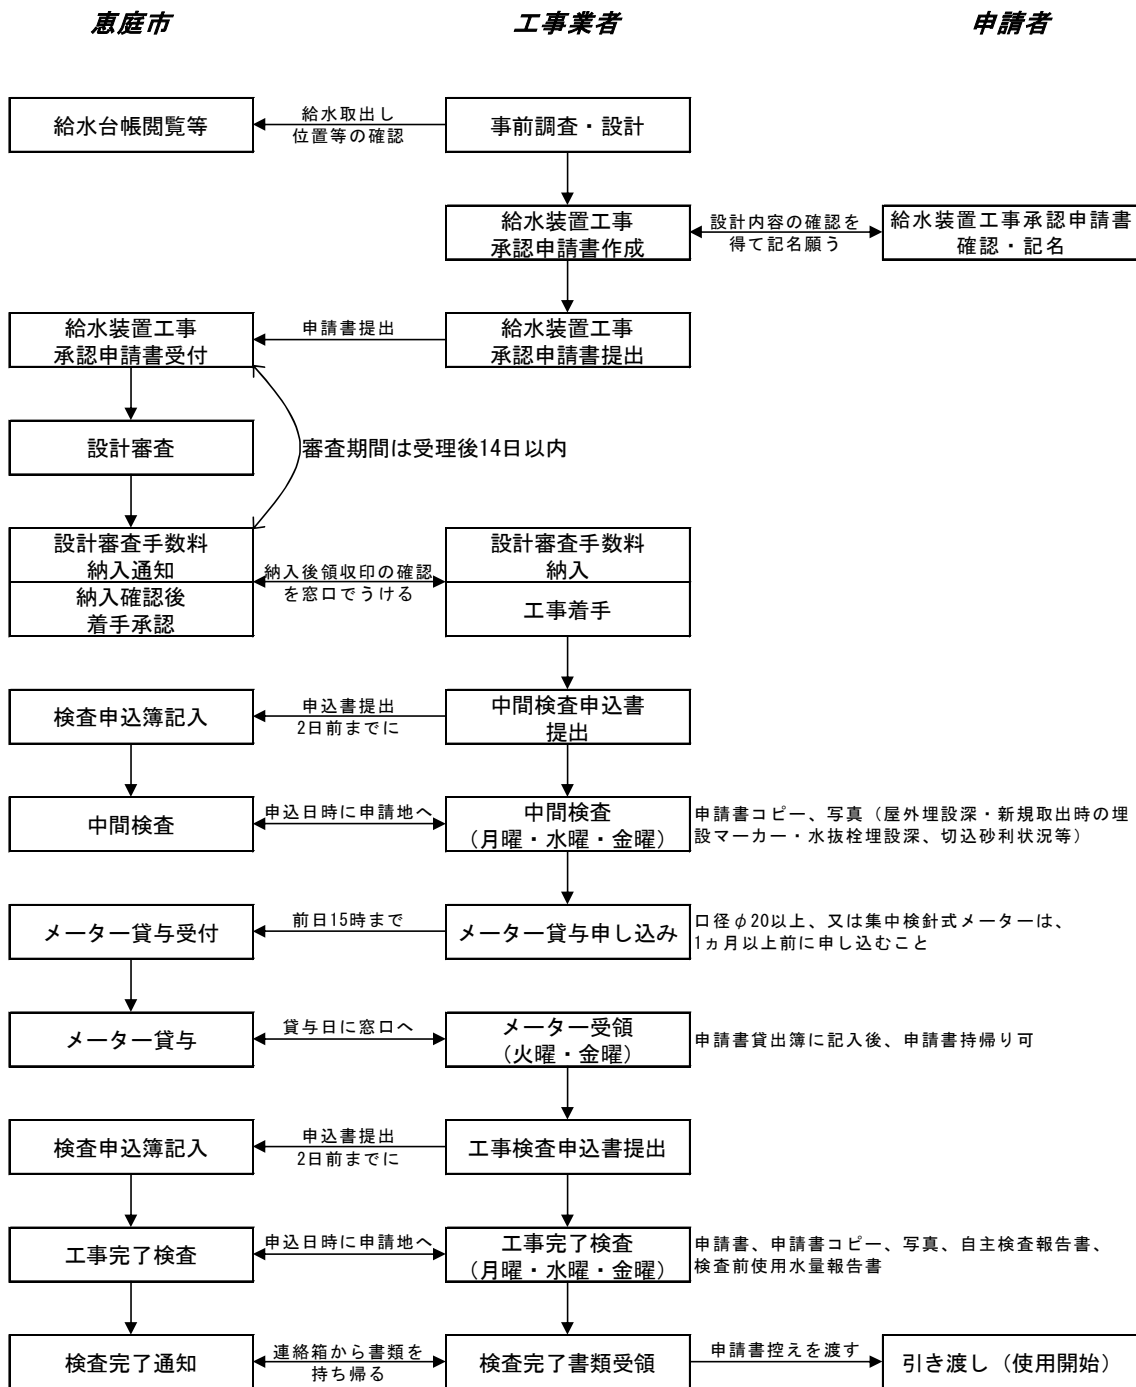 恵庭市
工事業者
申請者
給水台帳閲覧等
給水取出し
位置等の確認
事前調査・設計
給水装置工事
承認申請書作成
設計内容の確認を
得て記名願う
給水装置工事承認申請書
確認・記名
給水装置工事
承認申請書受付
申請書提出
給水装置工事
承認申請書提出
設計審査
審査期間は受理後14日以内
設計審査手数料
納入通知
納入確認後
着手承認
納入後領収印の確認
を窓口でうける
設計審査手数料
納入
工事着手
検査申込簿記入
申込書提出
2日前までに
中間検査申込書
提出
中間検査
申込日時に申請地へ
中間検査
（月曜・水曜・金曜）
申請書コピー、写真（屋外埋設深・新規取出時の埋
設マーカー・水抜栓埋設深、切込砂利状況等）
メーター貸与受付
前日15時まで
メーター貸与申し込み
口径φ20以上、又は集中検針式メーターは、
1ヵ月以上前に申し込むこと
メーター貸与
貸与日に窓口へ
メーター受領
（火曜・金曜）
申請書貸出簿に記入後、申請書持帰り可
検査申込簿記入
申込書提出
2日前までに
工事検査申込書提出
工事完了検査
申込日時に申請地へ
工事完了検査
（月曜・水曜・金曜）
申請書、申請書コピー、写真、自主検査報告書、
検査前使用水量報告書
検査完了通知
連絡箱から書類を
持ち帰る
検査完了書類受領
申請書控えを渡す
引き渡し（使用開始）